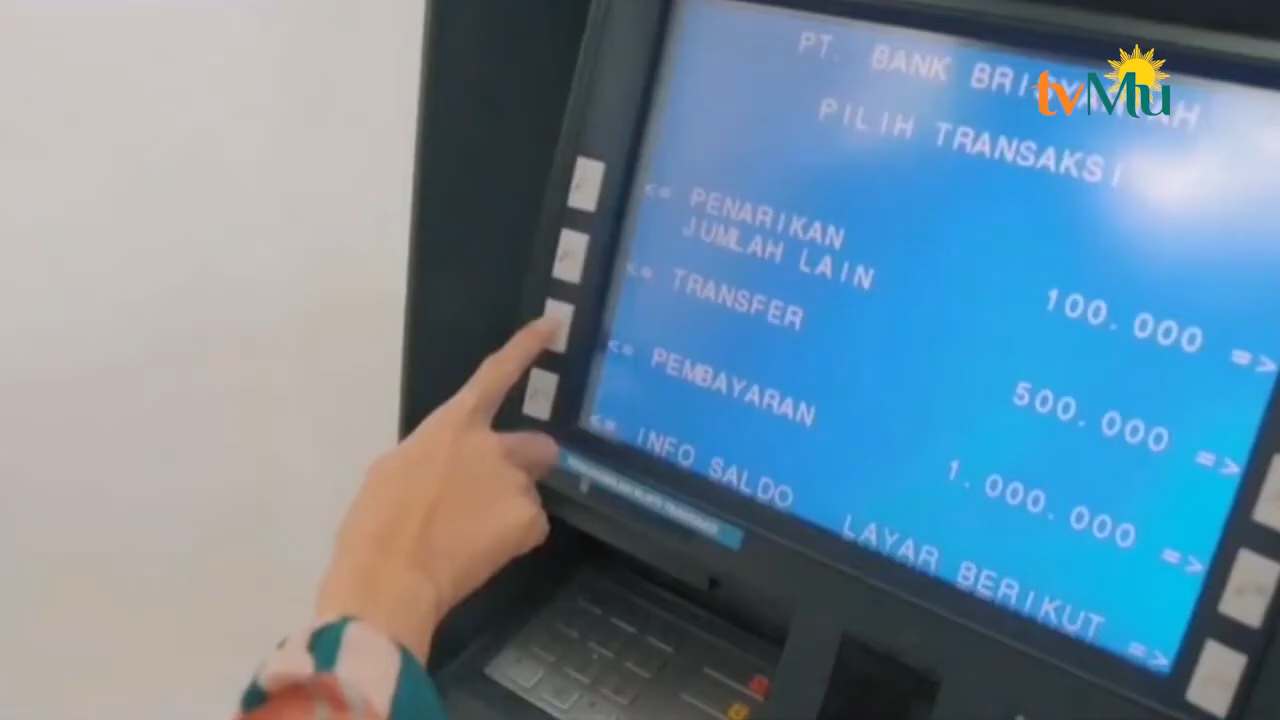 tvMu
PT. BANK BRISYARIAH
PILIH TRANSAKSI
<= PENARIKAN
JUMLAH LAIN
100.000 =>
<= TRANSFER
500.000 =>
<= PEMBAYARAN
1.000.000 =>
<= INFO SALDO
LAYAR BERIKUT =>